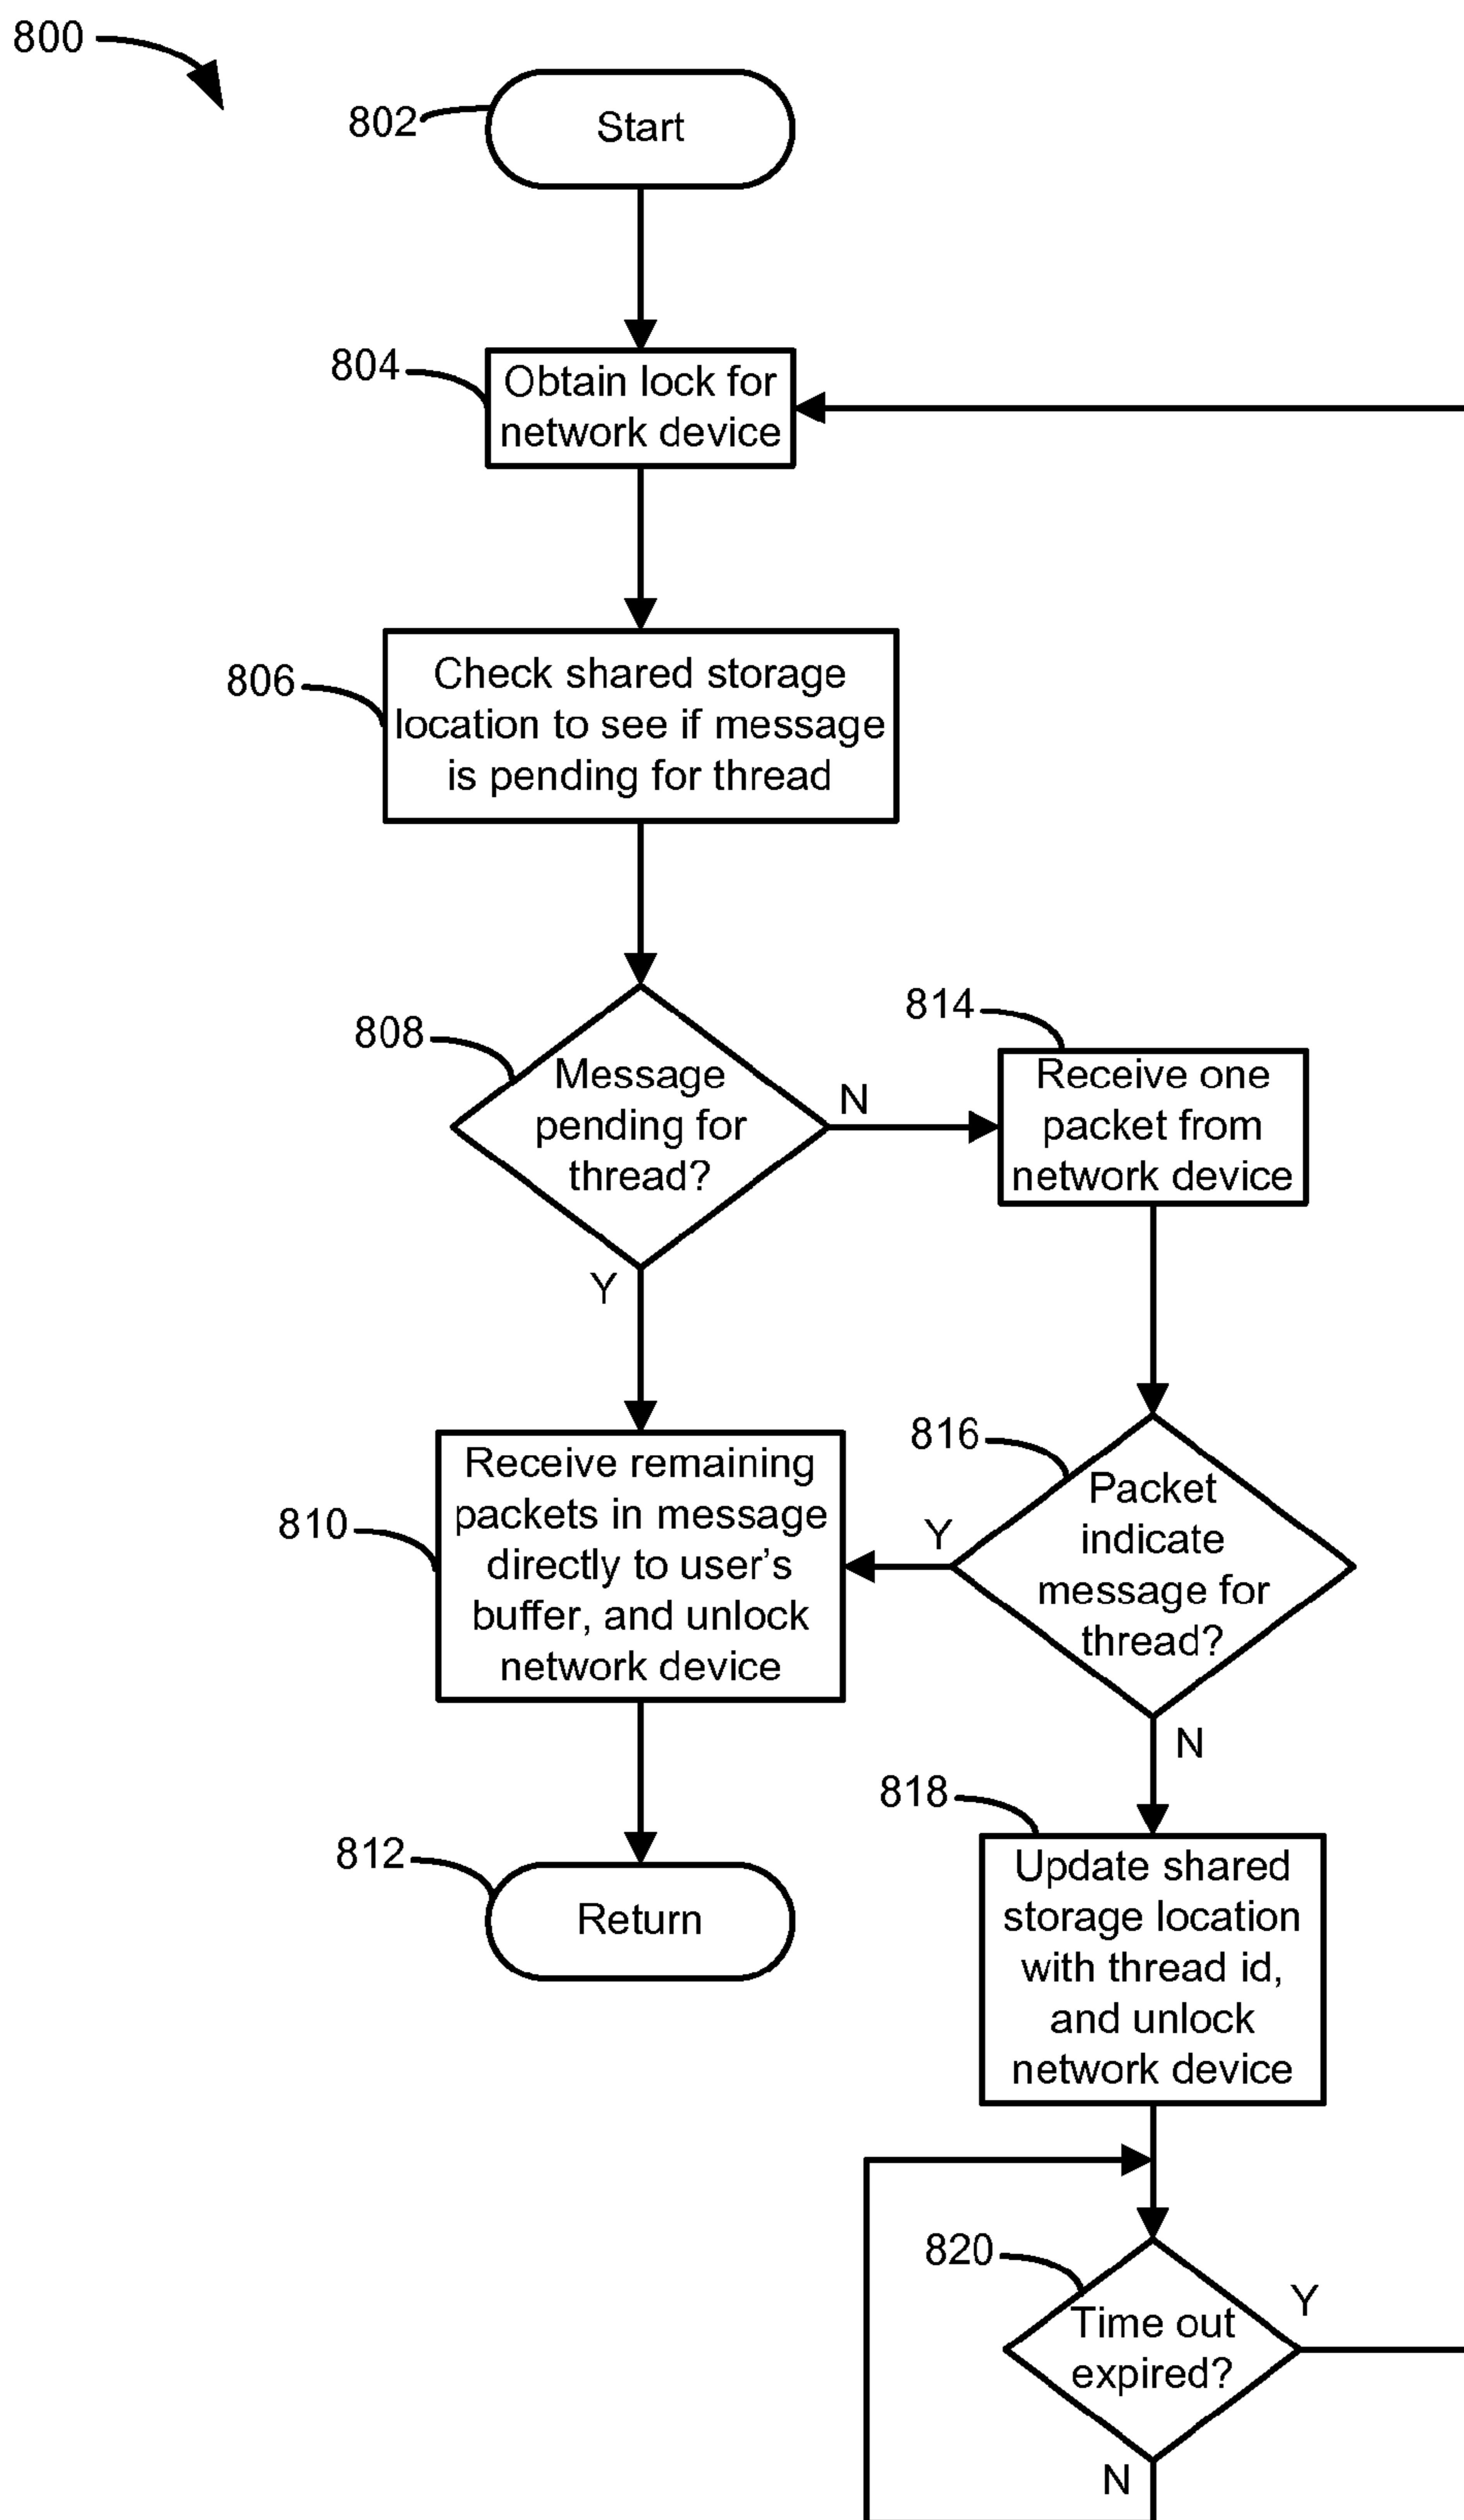 800
802
Start
804
Obtain lock for
network device
806
Check shared storage
location to see if message
is pending for thread
808
Message
pending for
thread?
N
Y
814
Receive one
packet from
network device
810
Receive remaining
packets in message
directly to user's
buffer, and unlock
network device
816
Packet
indicate
message for
thread?
Y
N
812
Return
818
Update shared
storage location
with thread id,
and unlock
network device
820
Time out
expired?
Y
N